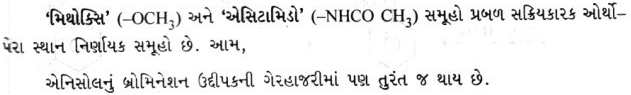 ‘મિથોક્સિ’ (–OCH₃) અને ‘એસિટામિડો’ (–NHCO CH₃) સમૂહો પ્રબળ સક્રિયકારક ઓર્થો–
પેરા સ્થાન નિર્ણાયક સમૂહો છે. આમ,
એનિસોલનું બ્રોમિનેશન ઉદ્દીપકની ગેરહાજરીમાં પણ તુરંત જ થાય છે.